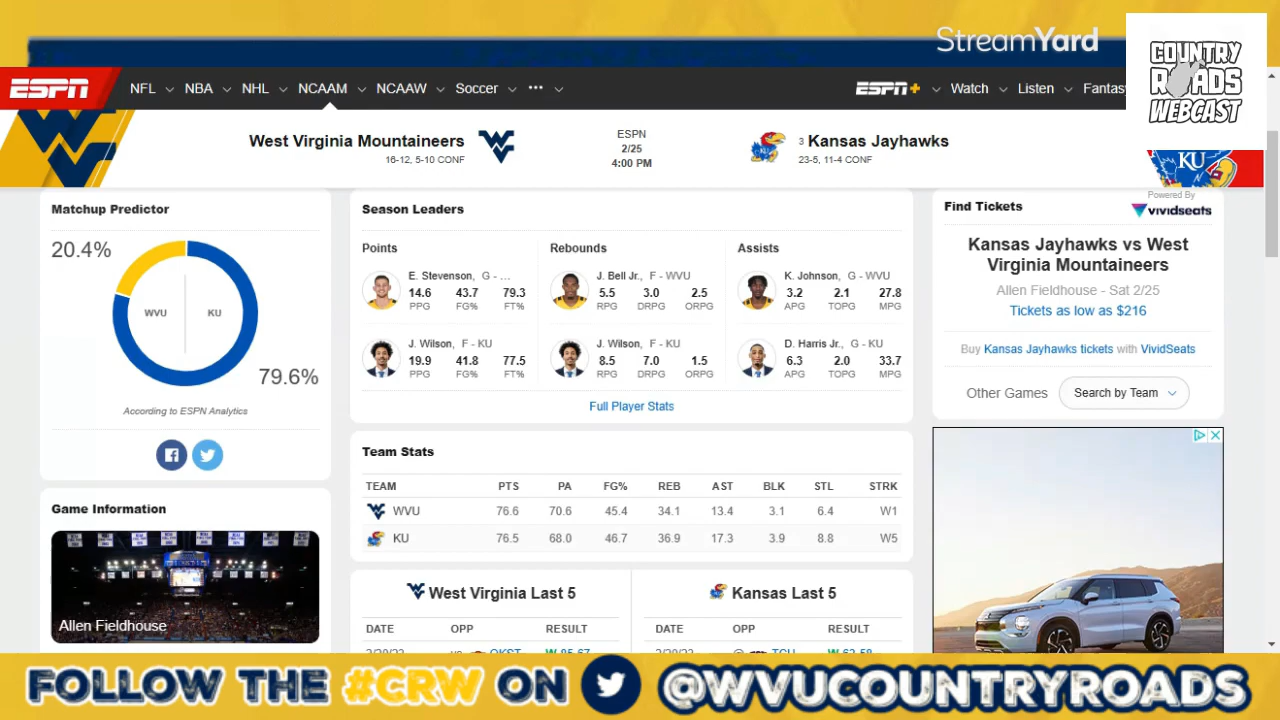 StreamYard
COUNTRY
ROADS
WEBCAST
ESPN
NFL NBA NHL NCAAM NCAAW Soccer ...
ESPN+ Watch Listen Fantasy
West Virginia Mountaineers
16-12, 5-10 CONF
ESPN
2/25
4:00 PM
3 Kansas Jayhawks
23-5, 11-4 CONF
KU
Matchup Predictor
20.4%
WVU KU
79.6%
According to ESPN Analytics
Game Information
Allen Fieldhouse
Season Leaders
Points
E. Stevenson, G - ...
14.6 43.7 79.3
PPG FG% FT%
J. Wilson, F - KU
19.9 41.8 77.5
PPG FG% FT%
Rebounds
J. Bell Jr., F - WVU
5.5 3.0 2.5
RPG DRPG ORPG
J. Wilson, F - KU
8.5 7.0 1.5
RPG DRPG ORPG
Assists
K. Johnson, G - WVU
3.2 2.1 27.8
APG TOPG MPG
D. Harris Jr., G - KU
6.3 2.0 33.7
APG TOPG MPG
Full Player Stats
Team Stats
TEAM PTS PA FG% REB AST BLK STL STRK
WVU 76.6 70.6 45.4 34.1 13.4 3.1 6.4 W1
KU 76.5 68.0 46.7 36.9 17.3 3.9 8.8 W5
West Virginia Last 5
DATE OPP RESULT
Kansas Last 5
DATE OPP RESULT
Find Tickets
Powered By
vividseats
Kansas Jayhawks vs West
Virginia Mountaineers
Allen Fieldhouse - Sat 2/25
Tickets as low as $216
Buy Kansas Jayhawks tickets with VividSeats
Other Games Search by Team
FOLLOW THE #CRW ON @WVUCOUNTRYROADS